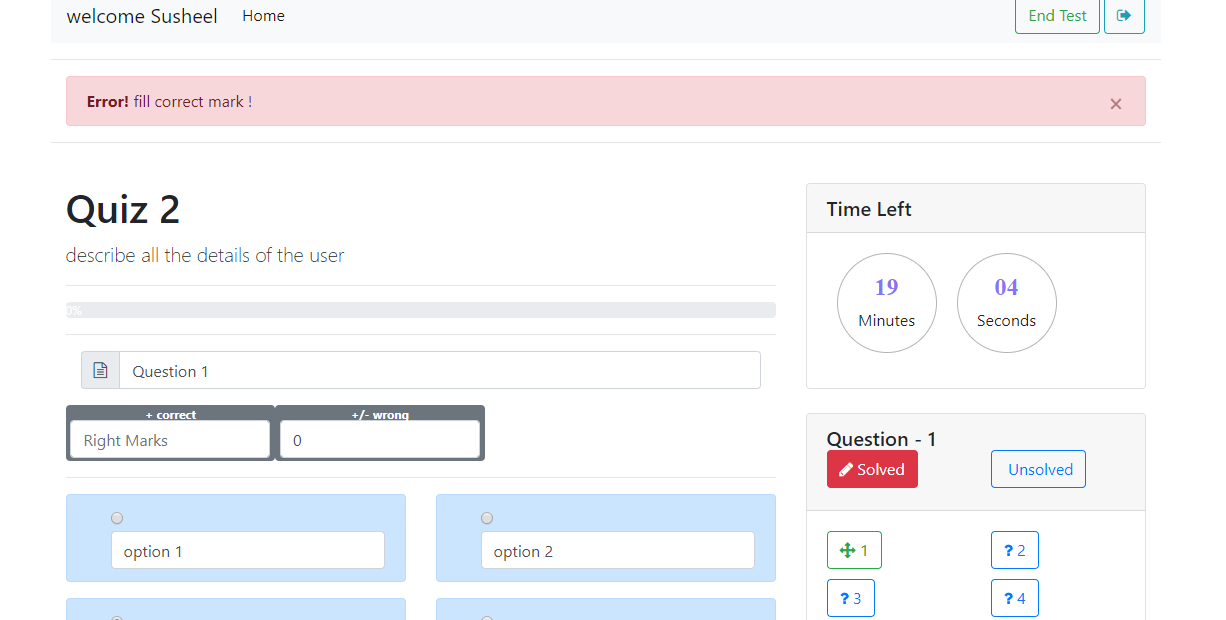 welcome Susheel Home End Test
Error! fill correct mark !
×
Quiz 2
describe all the details of the user
0%
Question 1
+ correct +/- wrong
Right Marks 0
option 1 option 2
Time Left
19 04
Minutes Seconds
Question - 1
Solved Unsolved
1 ? 2
? 3 ? 4